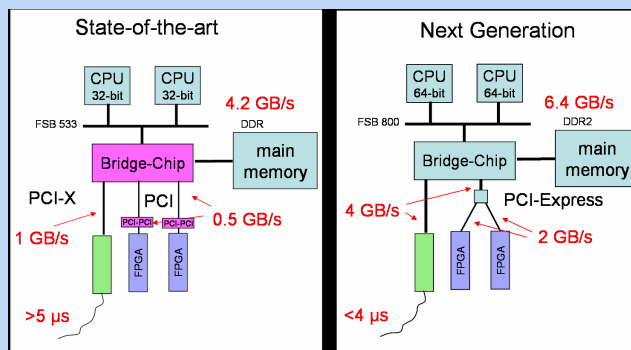 State-of-the-art
CPU
32-bit
CPU
32-bit
4.2 GB/s
FSB 533
DDR
Bridge-Chip
main
memory
PCI-X
PCI
PCI-PCI
PCI-PCI
0.5 GB/s
1 GB/s
FPGA
FPGA
>5 µs
Next Generation
CPU
64-bit
CPU
64-bit
6.4 GB/s
FSB 800
DDR2
Bridge-Chip
main
memory
PCI-Express
4 GB/s
2 GB/s
FPGA
FPGA
<4 µs